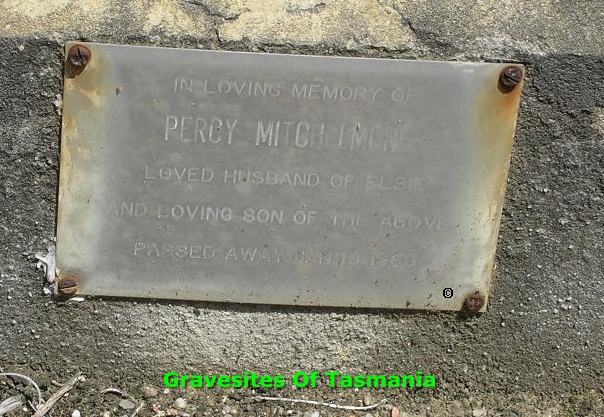 IN LOVING MEMORY OF
PERCY
LOVED HUSBAND OF ELSIE
AND LOVING SON OF THE ABOVE
PASSED AWAY
©
Gravesites Of Tasmania